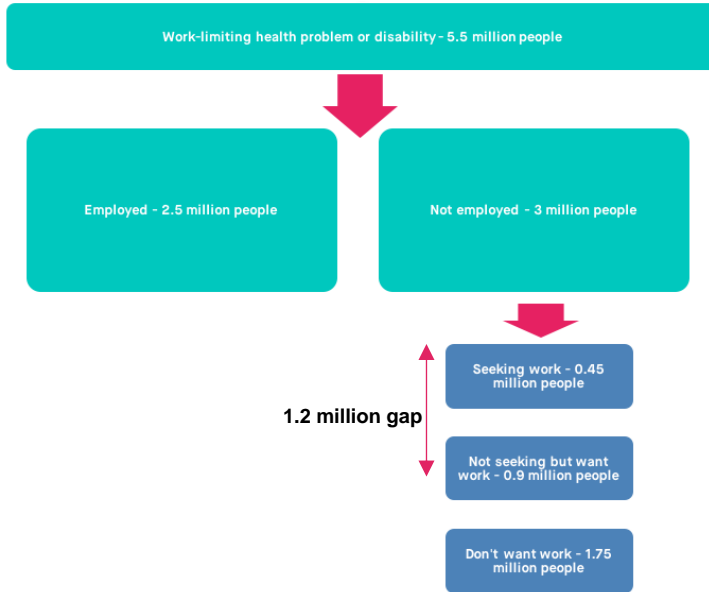 Work-limiting health problem or disability - 5.5 million people
Employed - 2.5 million people
Not employed - 3 million people
Seeking work - 0.45
million people
1.2 million gap
Not seeking but want
work - 0.9 million people
Don't want work - 1.75
million people